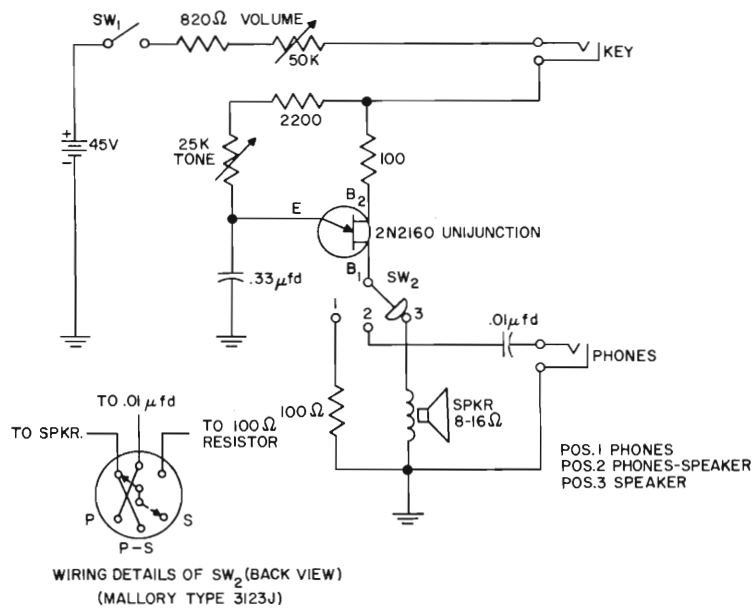 SW1
820Ω VOLUME
50K
KEY
2200
25K
TONE
100
+
45V
-
B2
E
2N2160 UNIJUNCTION
.33μfd
B1
SW2
1
2
3
.01μfd
PHONES
100Ω
SPKR
8-16Ω
TO .01μfd
TO SPKR.
TO 100Ω
RESISTOR
P
S
P-S
POS.1 PHONES
POS.2 PHONES-SPEAKER
POS.3 SPEAKER
WIRING DETAILS OF SW2 (BACK VIEW)
(MALLORY TYPE 3123J)